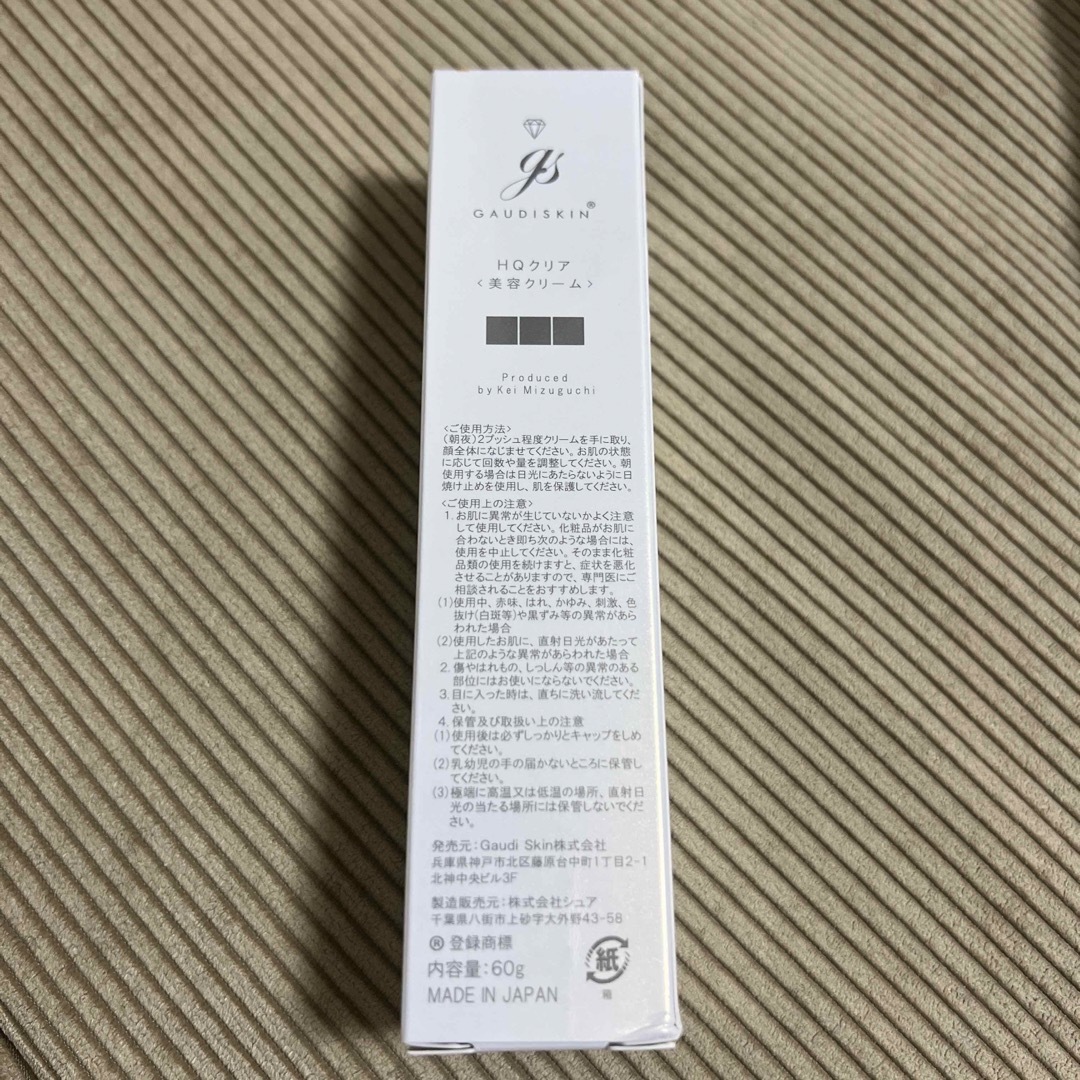 gs
GAUDISKIN®
HQクリア
<美容クリーム>
Produced
by Kei Mizuguchi
<ご使用方法>
(朝夜)2プッシュ程度クリームを手に取り、
顔全体になじませてください。お肌の状態
に応じて回数や量を調整してください。朝
使用する場合は日光にあたらないように日
焼け止めを使用し、肌を保護してください。
<ご使用上の注意>
1. お肌に異常が生じていないかよく注意
して使用してください。化粧品がお肌に
合わないとき即ち次のような場合には、
使用を中止してください。そのまま化粧
品類の使用を続けますと、症状を悪化
させることがありますので、専門医にご
相談されることをおすすめします。
(1)使用中、赤味、はれ、かゆみ、刺激、色
抜け(白斑等)や黒ずみ等の異常があら
われた場合
(2)使用したお肌に、直射日光があたって
上記のような異常があらわれた場合
2. 傷やはれもの、しっしん等の異常のある
部位にはお使いにならないでください。
3. 目に入った時は、直ちに洗い流してくだ
さい。
4. 保管及び取扱い上の注意
(1)使用後は必ずしっかりとキャップをしめ
てください。
(2)乳幼児の手の届かないところに保管し
てください。
(3)極端に高温又は低温の場所、直射日
光の当たる場所には保管しないでくだ
さい。
発売元：Gaudi Skin株式会社
兵庫県神戸市北区藤原台中町1丁目2-1
北神中央ビル3F
製造販売元：株式会社シュア
千葉県八街市上砂字大外野43-58
®登録商標
内容量：60g
MADE IN JAPAN
紙
箱